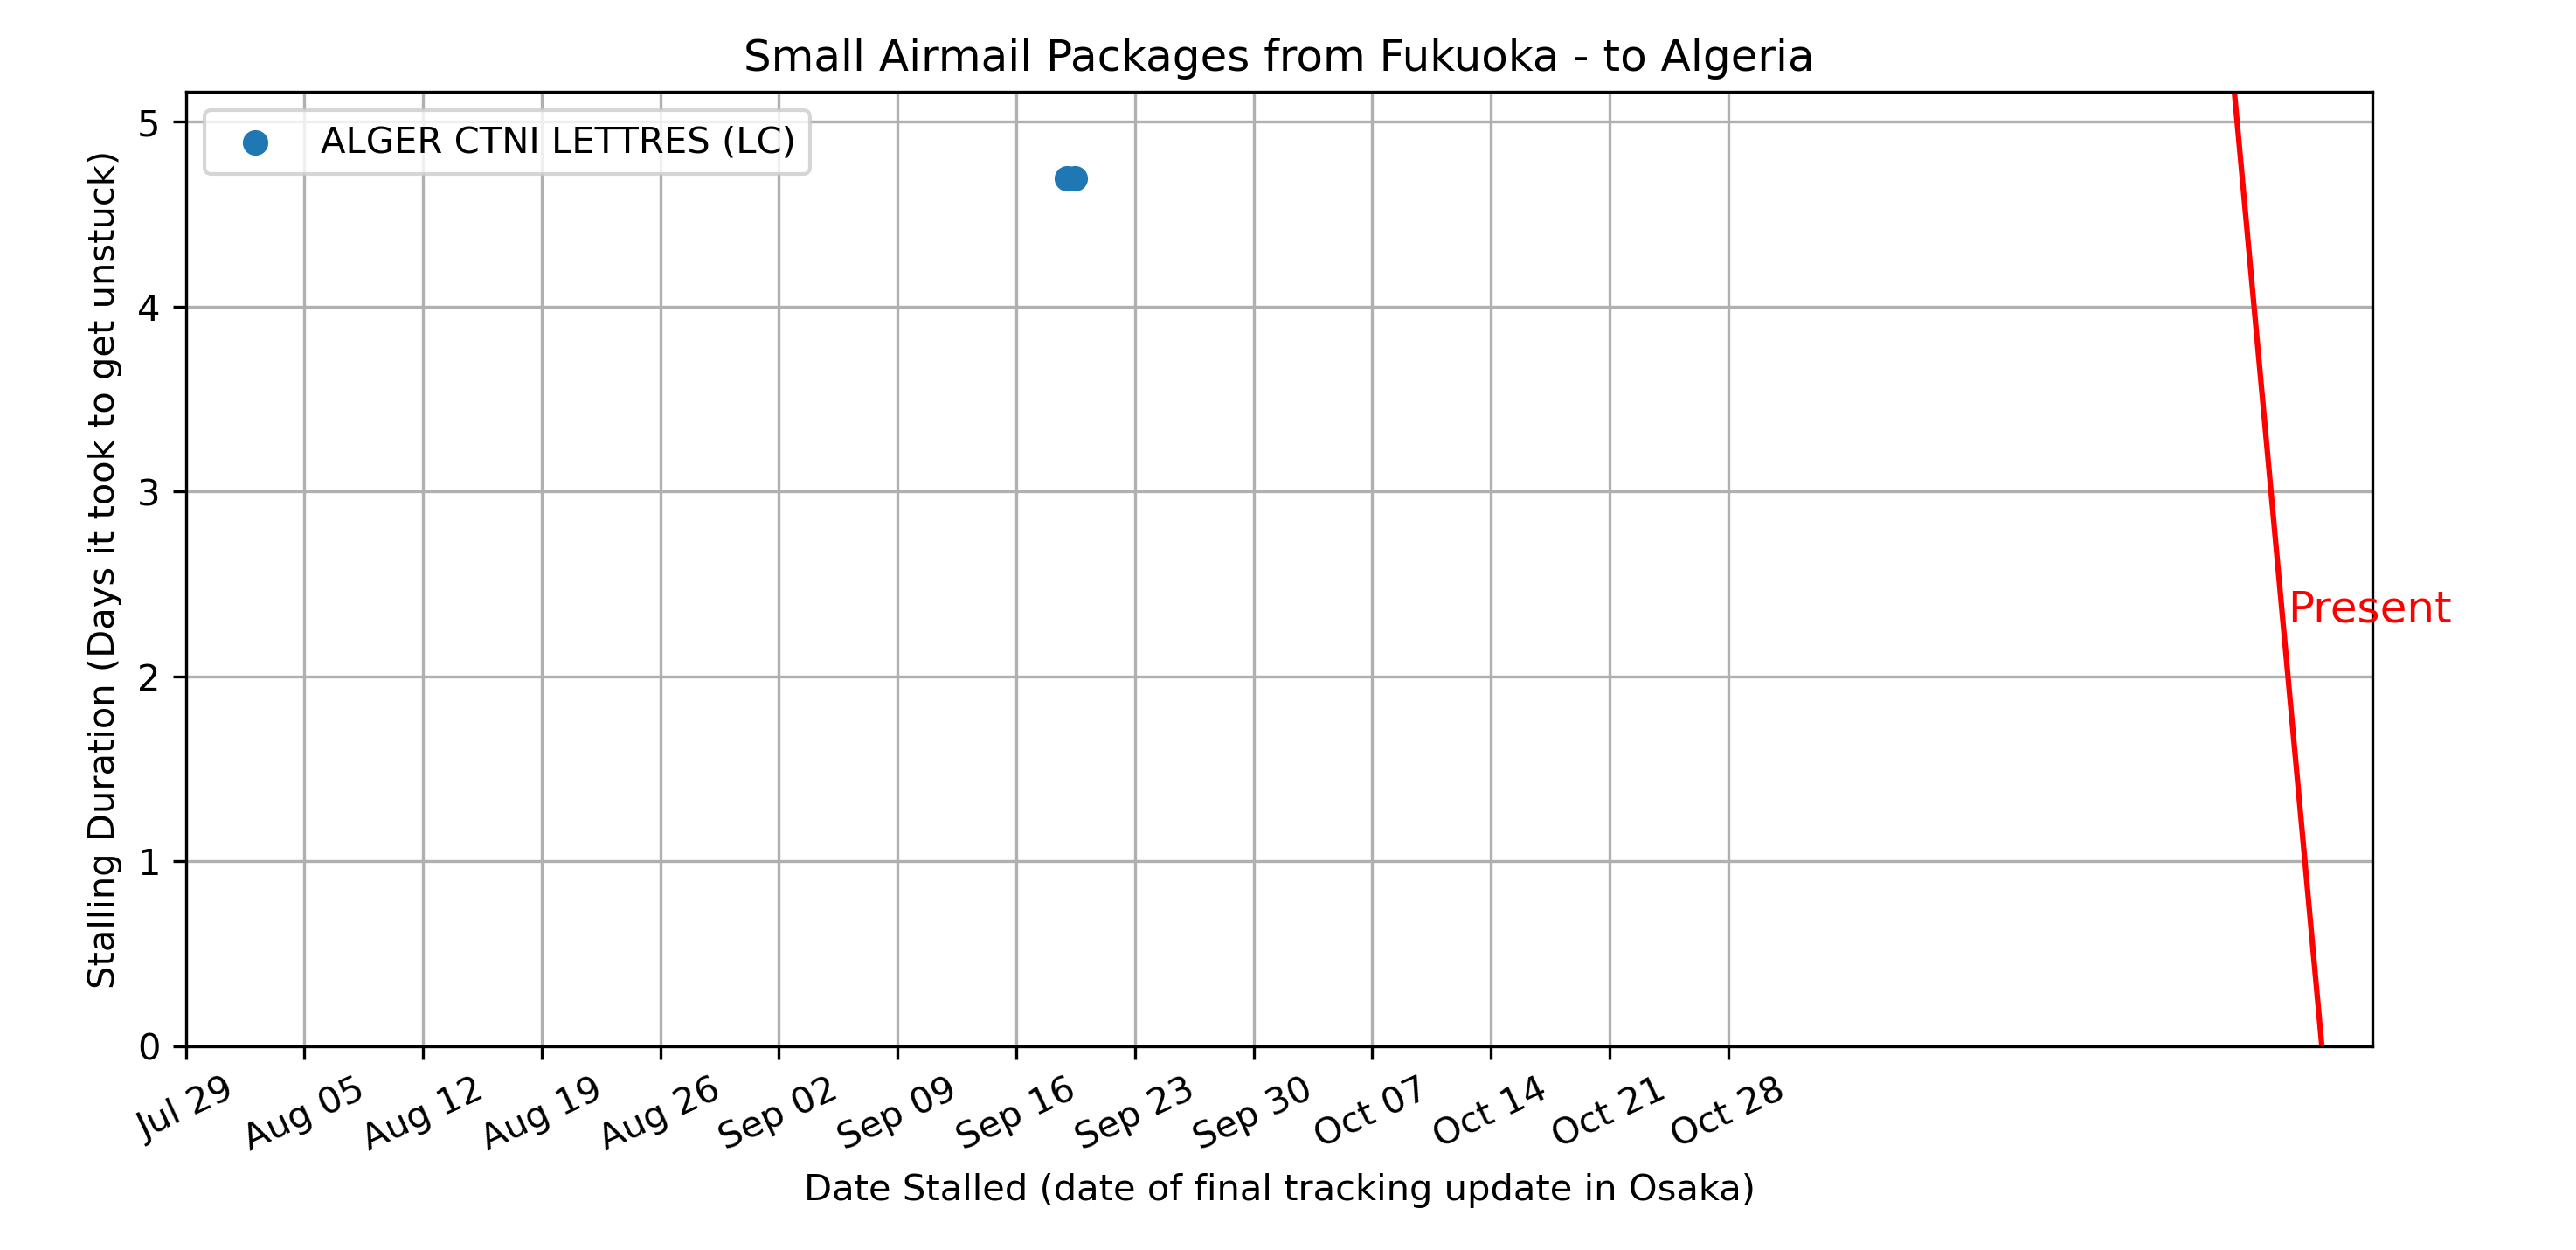 Small Airmail Packages from Fukuoka - to Algeria
ALGER CTNI LETTRES (LC)
Stalling Duration (Days it took to get unstuck)
5
4
3
2
1
0
Present
Jul 29
Aug 05
Aug 12
Aug 19
Aug 26
Sep 02
Sep 09
Sep 16
Sep 23
Sep 30
Oct 07
Oct 14
Oct 21
Oct 28
Date Stalled (date of final tracking update in Osaka)